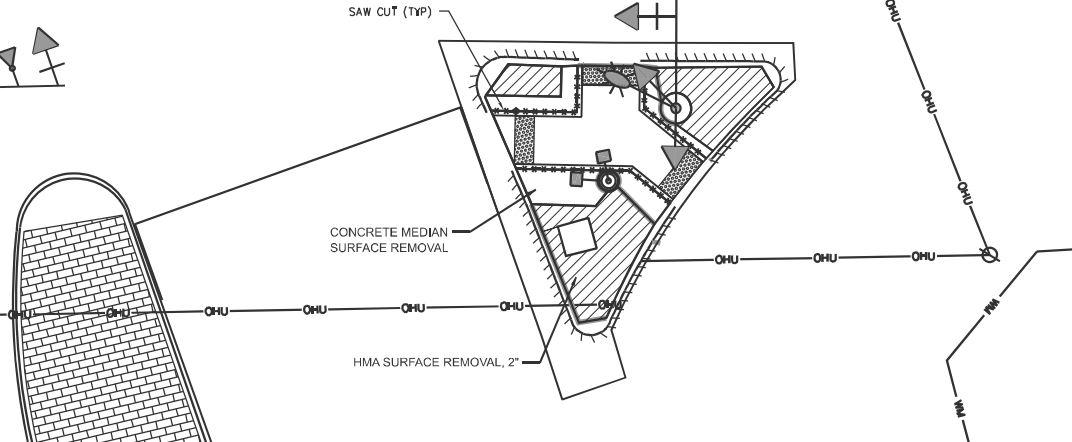 SAW CUT (TYP)
OHU
OHU
OHU
CONCRETE MEDIAN
SURFACE REMOVAL
OHU OHU OHU
OHU OHU OHU OHU OHU OHU OHU
WM
HMA SURFACE REMOVAL, 2"
WM